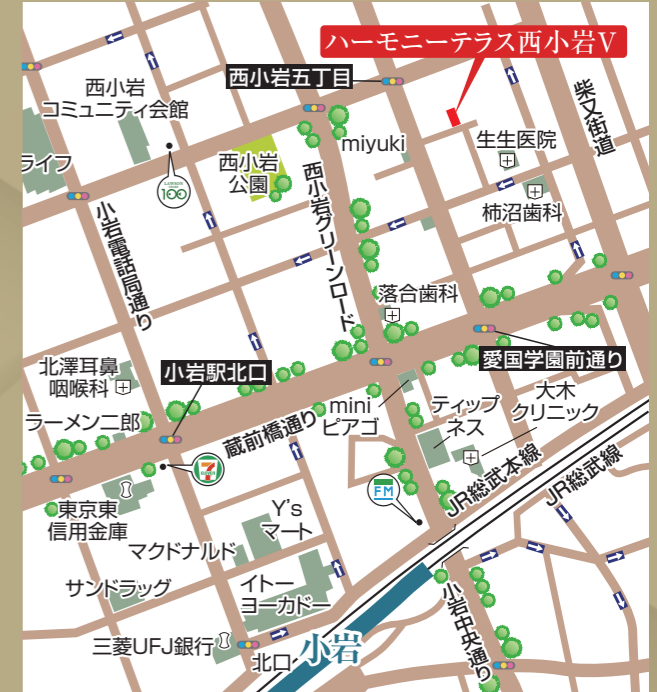 ハーモニーテラス西小岩Ⅴ
西小岩五丁目
西小岩
コミュニティ会館
ライフ
LAWSON
STORE
100
西小岩
公園
miyuki
生生医院
柴又街道
柿沼歯科
小岩電話局通り
西小岩グリーンロード
落合歯科
愛国学園前通り
北澤耳鼻
咽喉科
小岩駅北口
ラーメン二郎
蔵前橋通り
mini
ピアゴ
ティップ
ネス
大木
クリニック
7
ELEVEN
FM
JR総武本線
JR総武線
東京東
信用金庫
Y's
マート
マクドナルド
サンドラッグ
イトー
ヨーカドー
三菱UFJ銀行
北口
小岩
小岩中央通り